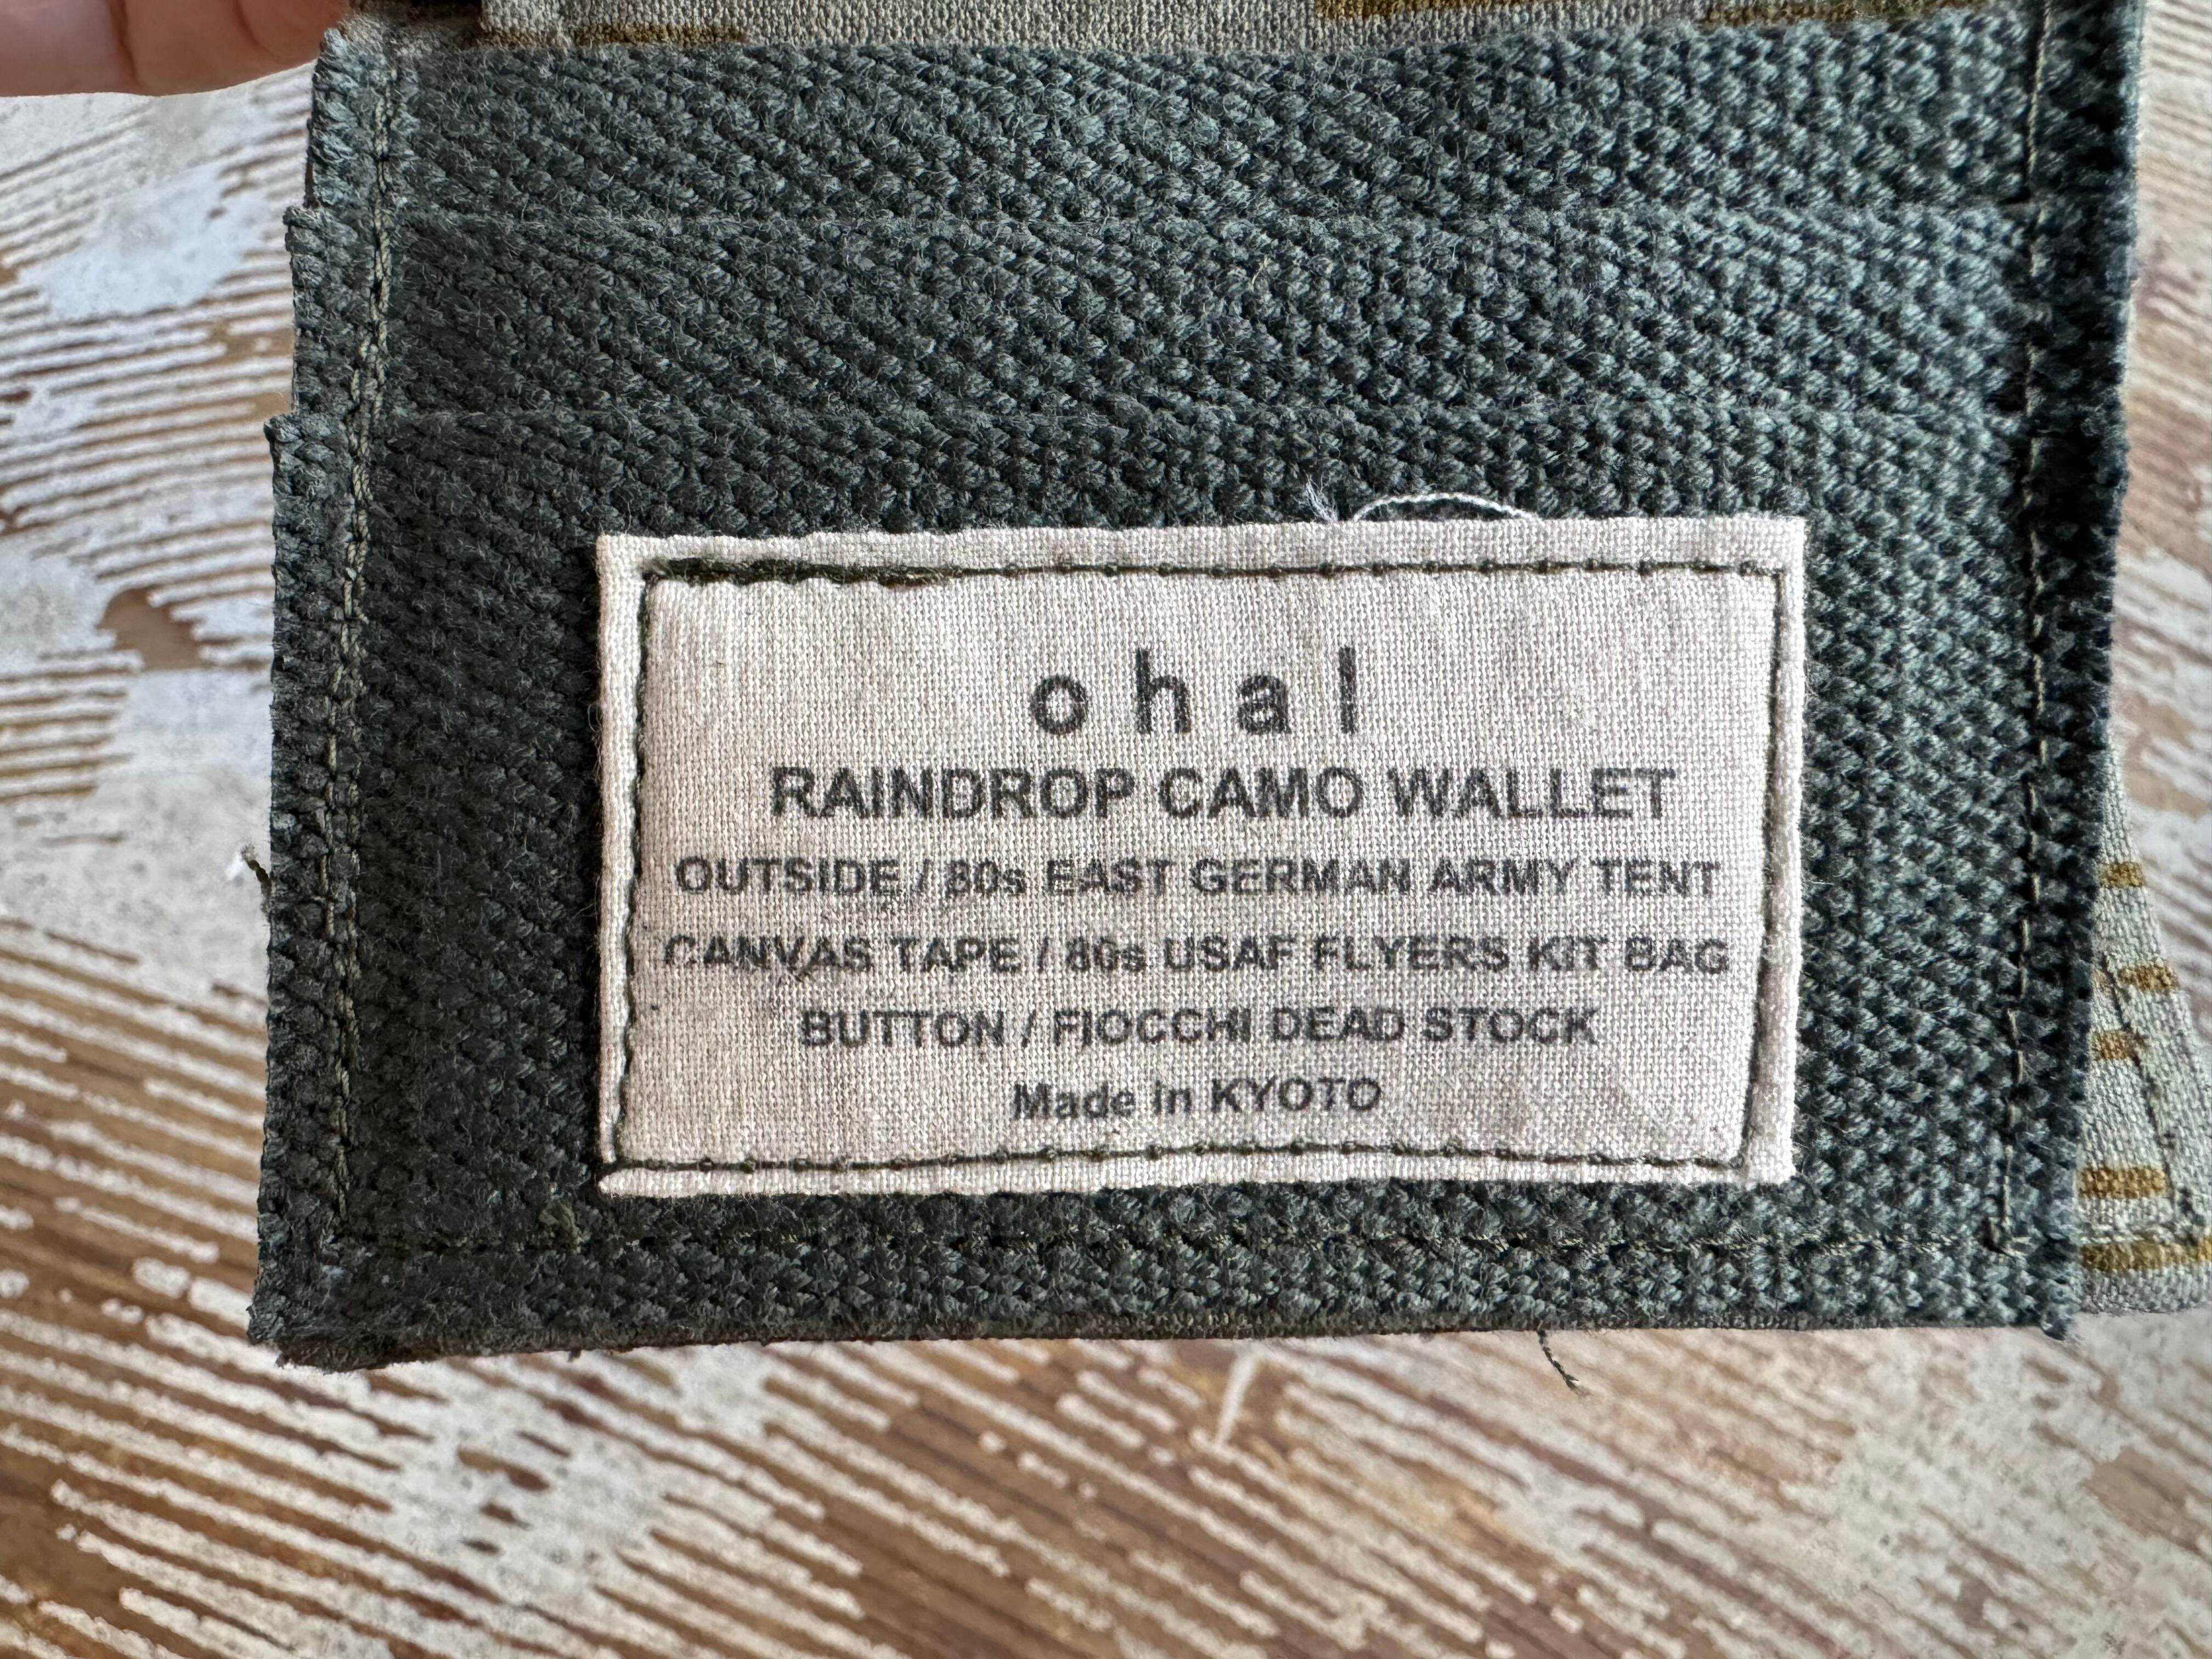 ohal
RAINDROP CAMO WALLET
OUTSIDE / 80s EAST GERMAN ARMY TENT
CANVAS TAPE / 80s USAF FLYERS KIT BAG
BUTTON / FIOCCHI DEAD STOCK
Made in KYOTO